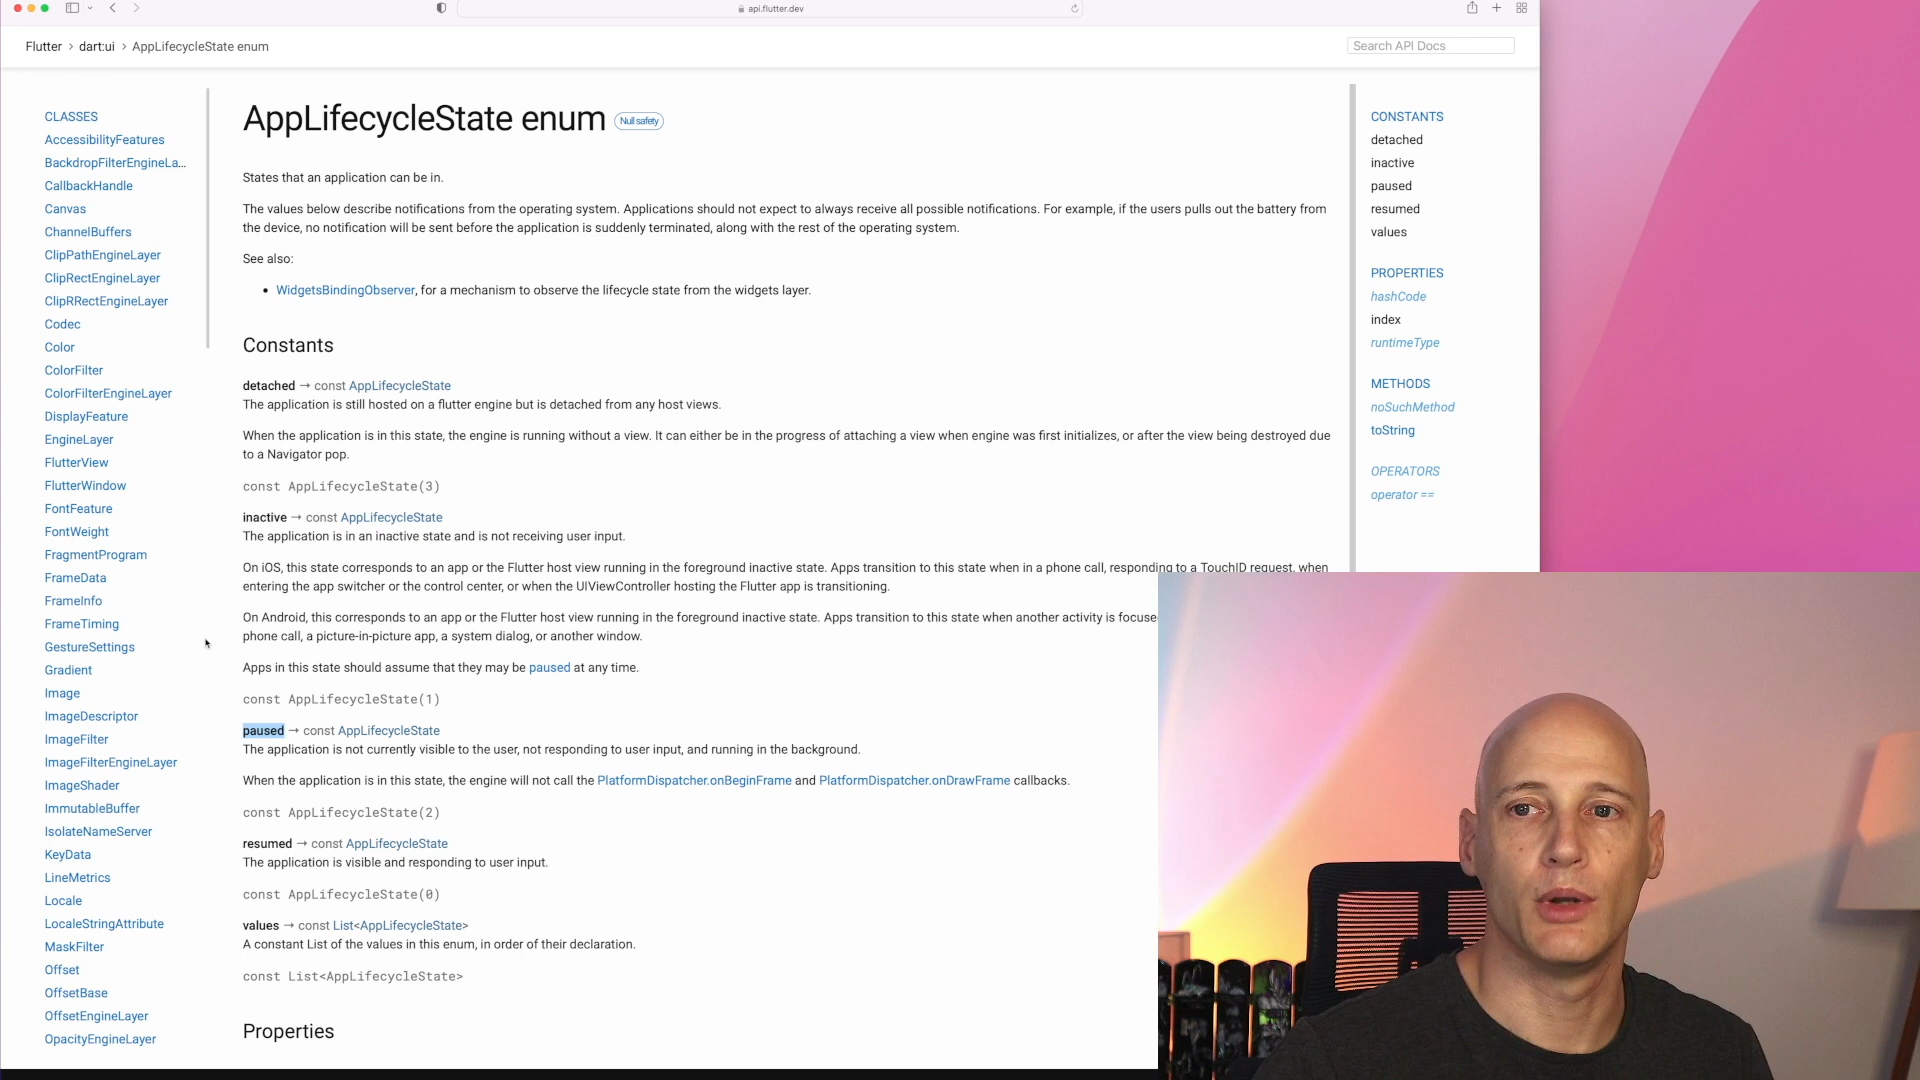 api.flutter.dev
Flutter > dart:ui > AppLifecycleState enum
Search API Docs
CLASSES
AccessibilityFeatures
BackdropFilterEngineLa...
CallbackHandle
Canvas
ChannelBuffers
ClipPathEngineLayer
ClipRectEngineLayer
ClipRRectEngineLayer
Codec
Color
ColorFilter
ColorFilterEngineLayer
DisplayFeature
EngineLayer
FlutterView
FlutterWindow
FontFeature
FontWeight
FragmentProgram
FrameData
FrameInfo
FrameTiming
GestureSettings
Gradient
Image
ImageDescriptor
ImageFilter
ImageFilterEngineLayer
ImageShader
ImmutableBuffer
IsolateNameServer
KeyData
LineMetrics
Locale
LocaleStringAttribute
MaskFilter
Offset
OffsetBase
OffsetEngineLayer
OpacityEngineLayer
AppLifecycleState enum Null safety
States that an application can be in.
The values below describe notifications from the operating system. Applications should not expect to always receive all possible notifications. For example, if the users pulls out the battery from
the device, no notification will be sent before the application is suddenly terminated, along with the rest of the operating system.
See also:
• WidgetsBindingObserver, for a mechanism to observe the lifecycle state from the widgets layer.
Constants
detached → const AppLifecycleState
The application is still hosted on a flutter engine but is detached from any host views.
When the application is in this state, the engine is running without a view. It can either be in the progress of attaching a view when engine was first initializes, or after the view being destroyed due
to a Navigator pop.
const AppLifecycleState(3)
inactive → const AppLifecycleState
The application is in an inactive state and is not receiving user input.
On iOS, this state corresponds to an app or the Flutter host view running in the foreground inactive state. Apps transition to this state when in a phone call, responding to a TouchID request, when
entering the app switcher or the control center, or when the UIViewController hosting the Flutter app is transitioning.
On Android, this corresponds to an app or the Flutter host view running in the foreground inactive state. Apps transition to this state when another activity is focuse
phone call, a picture-in-picture app, a system dialog, or another window.
Apps in this state should assume that they may be paused at any time.
const AppLifecycleState(1)
paused → const AppLifecycleState
The application is not currently visible to the user, not responding to user input, and running in the background.
When the application is in this state, the engine will not call the PlatformDispatcher.onBeginFrame and PlatformDispatcher.onDrawFrame callbacks.
const AppLifecycleState(2)
resumed → const AppLifecycleState
The application is visible and responding to user input.
const AppLifecycleState(0)
values → const List<AppLifecycleState>
A constant List of the values in this enum, in order of their declaration.
const List<AppLifecycleState>
Properties
CONSTANTS
detached
inactive
paused
resumed
values
PROPERTIES
hashCode
index
runtimeType
METHODS
noSuchMethod
toString
OPERATORS
operator ==